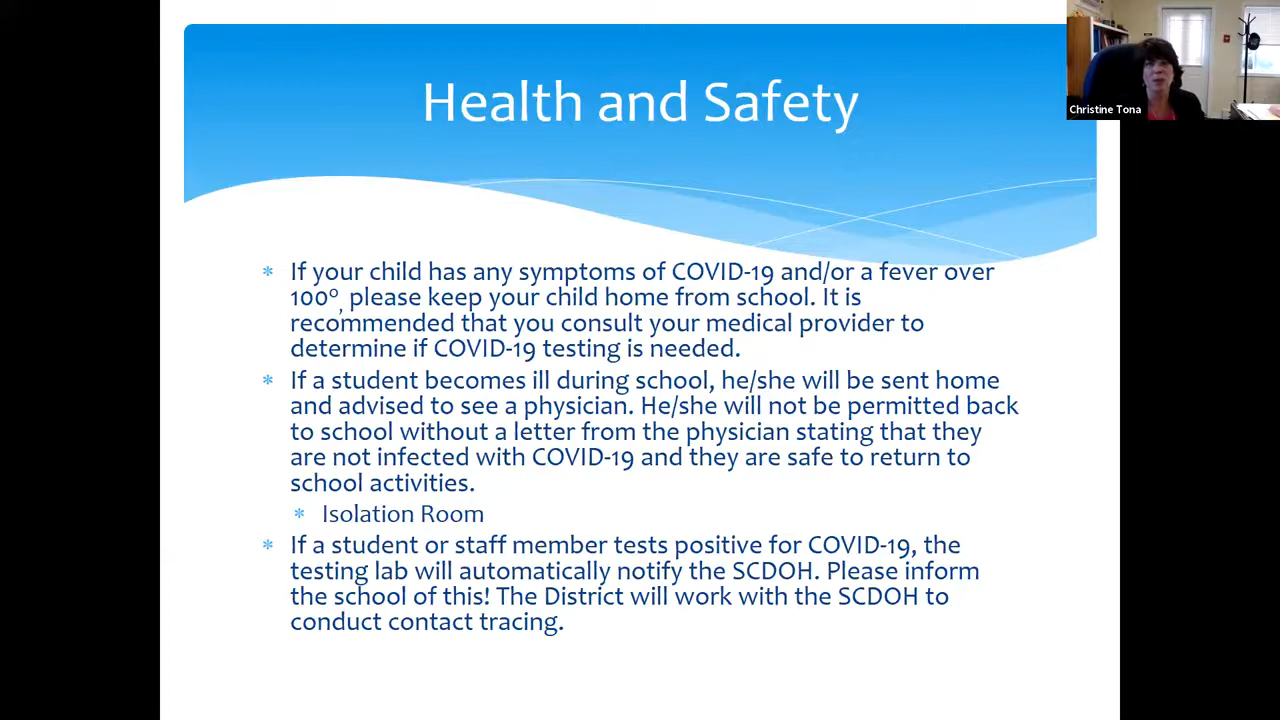 Health and Safety
Christine Tona
* If your child has any symptoms of COVID-19 and/or a fever over
100º, please keep your child home from school. It is
recommended that you consult your medical provider to
determine if COVID-19 testing is needed.
* If a student becomes ill during school, he/she will be sent home
and advised to see a physician. He/she will not be permitted back
to school without a letter from the physician stating that they
are not infected with COVID-19 and they are safe to return to
school activities.
* Isolation Room
* If a student or staff member tests positive for COVID-19, the
testing lab will automatically notify the SCDOH. Please inform
the school of this! The District will work with the SCDOH to
conduct contact tracing.